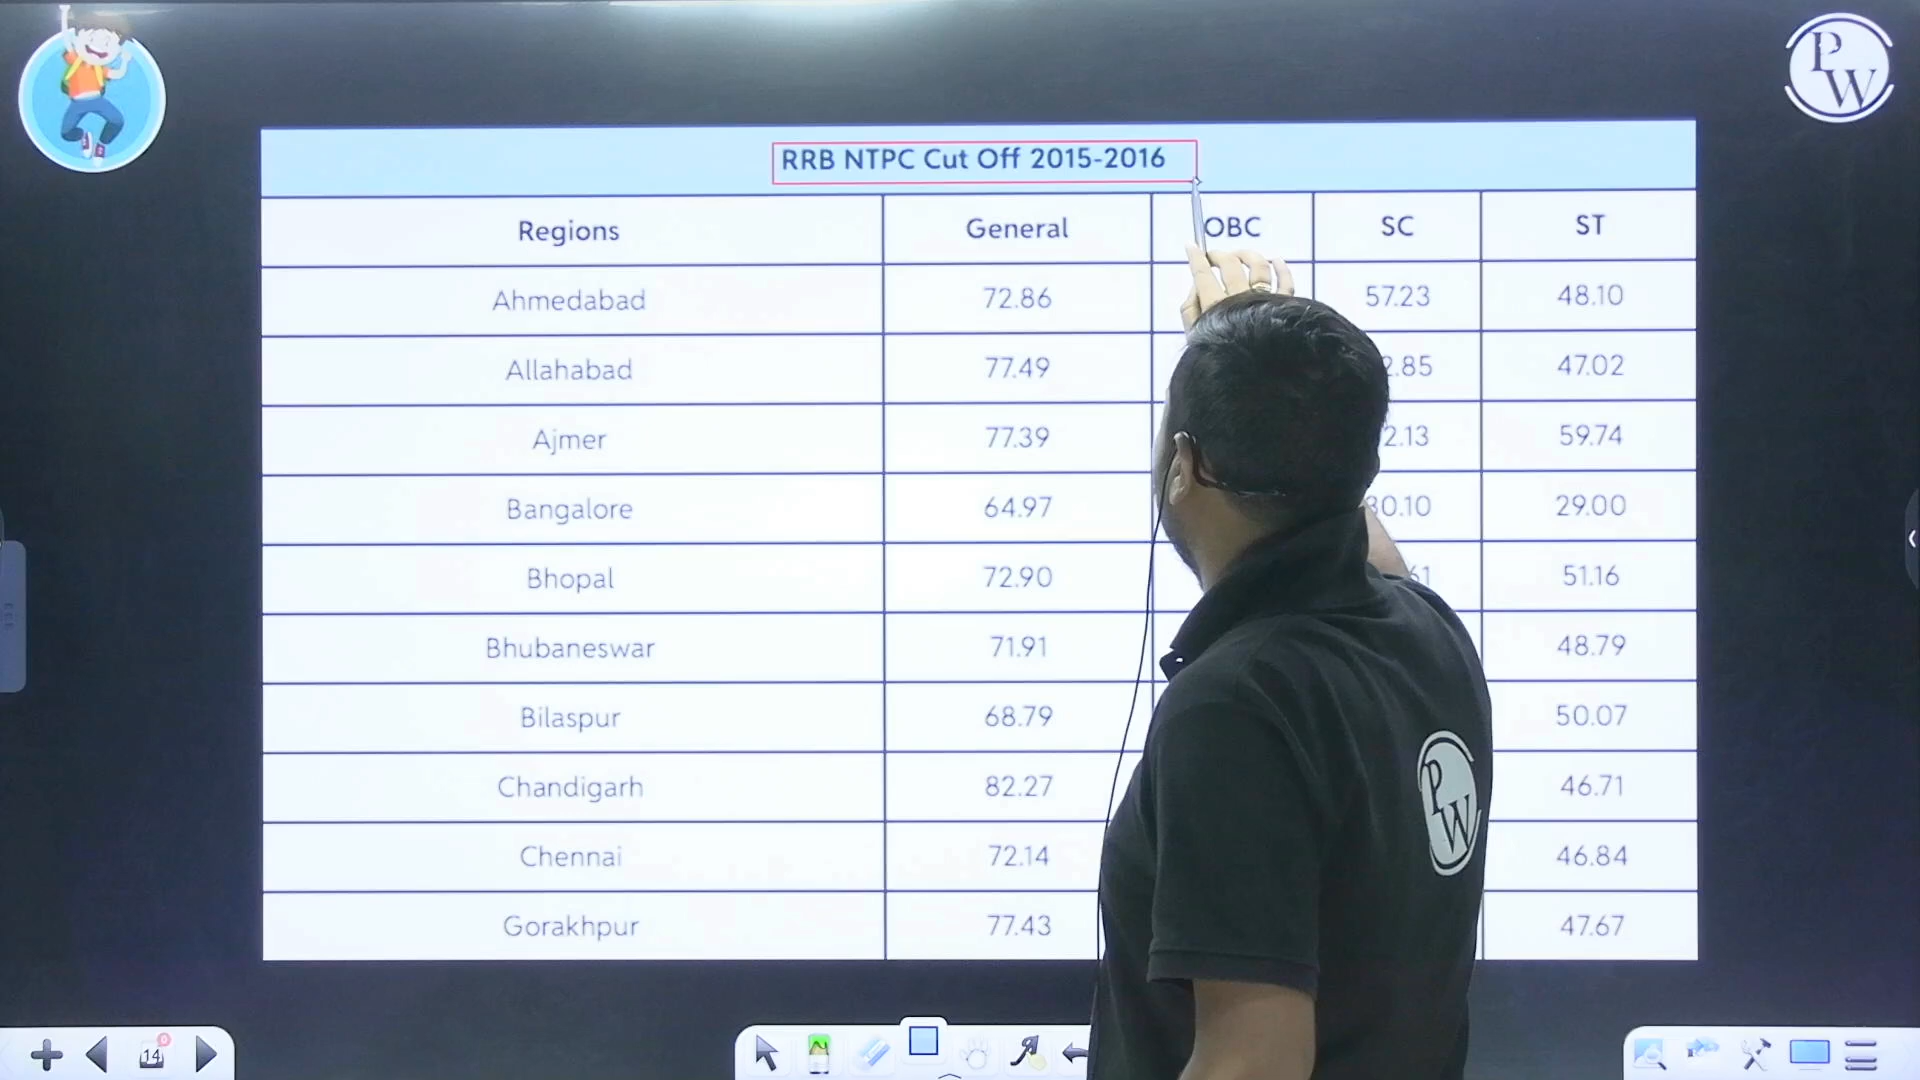 PW
RRB NTPC Cut Off 2015-2016
Regions General OBC SC ST
Ahmedabad 72.86 57.23 48.10
Allahabad 77.49 47.02
Ajmer 77.39 59.74
Bangalore 64.97 29.00
Bhopal 72.90 51.16
Bhubaneswar 71.91 48.79
Bilaspur 68.79 50.07
Chandigarh 82.27 46.71
Chennai 72.14 46.84
Gorakhpur 77.43 47.67
PW
14